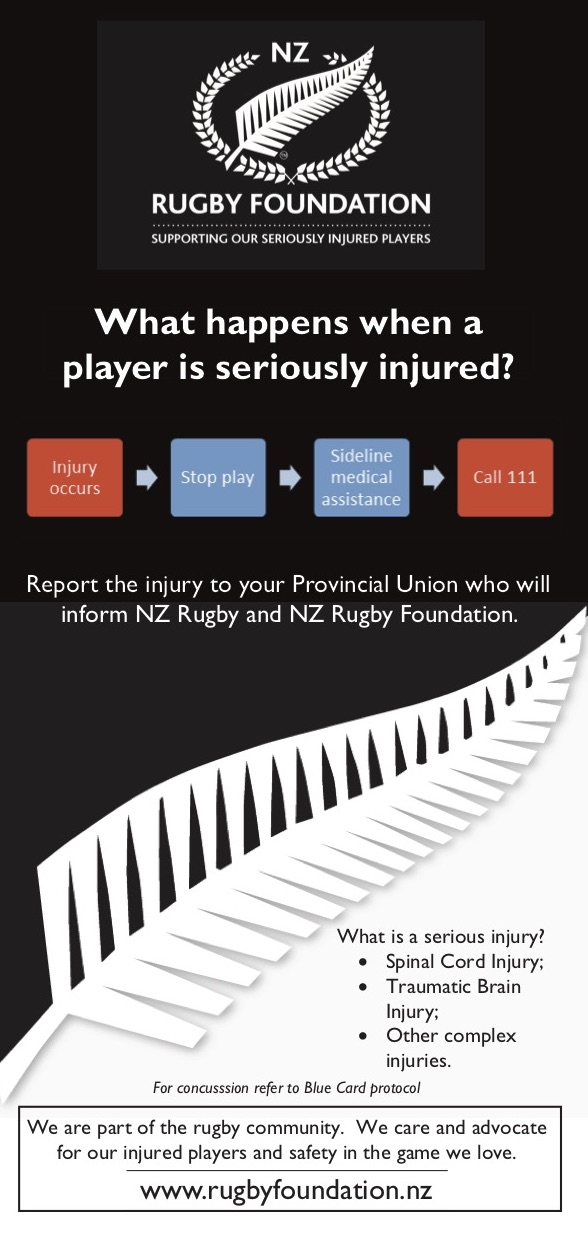 NZ
RUGBY FOUNDATION
SUPPORTING OUR SERIOUSLY INJURED PLAYERS
What happens when a
player is seriously injured?
Injury
occurs
Stop play
Sideline
medical
assistance
Call 111
Report the injury to your Provincial Union who will
inform NZ Rugby and NZ Rugby Foundation.
What is a serious injury?
• Spinal Cord Injury;
• Traumatic Brain
Injury;
• Other complex
injuries.
For concusssion refer to Blue Card protocol
We are part of the rugby community.  We care and advocate
for our injured players and safety in the game we love.
www.rugbyfoundation.nz